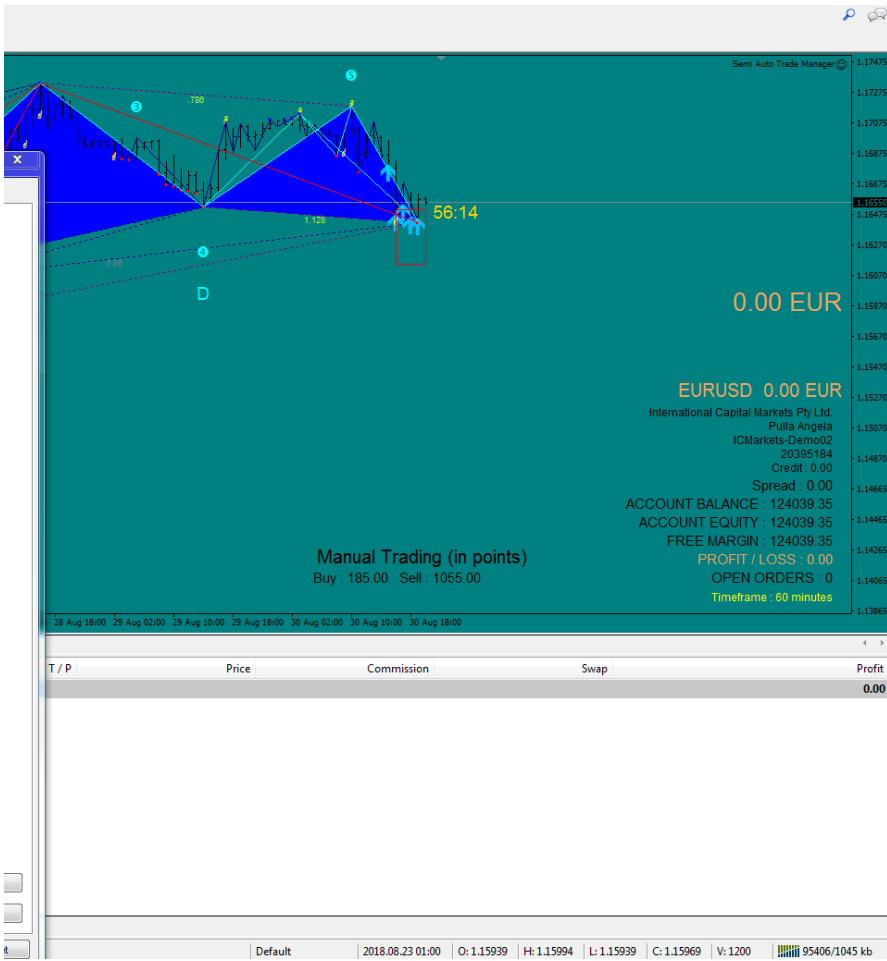 Semi Auto Trade Manager
1.17475
1.17275
1.17075
1.16875
1.16675
1.16550
1.16475
1.16270
1.16070
1.15870
1.15670
1.15470
1.15270
1.15070
1.14870
1.14665
1.14465
1.14265
1.14065
1.13865
5
3
.786
X
56:14
1.128
4
D
0.00 EUR
EURUSD 0.00 EUR
International Capital Markets Pty Ltd.
Pulla Angela
ICMarkets-Demo02
20395184
Credit : 0.00
Spread : 0.00
ACCOUNT BALANCE : 124039.35
ACCOUNT EQUITY : 124039.35
FREE MARGIN : 124039.35
PROFIT / LOSS : 0.00
OPEN ORDERS : 0
Timeframe : 60 minutes
Manual Trading (in points)
Buy : 185.00 Sell : 1055.00
28 Aug 18:00 29 Aug 02:00 29 Aug 10:00 29 Aug 18:00 30 Aug 02:00 30 Aug 10:00 30 Aug 18:00
T / P Price Commission Swap Profit
0.00
Default 2018.08.23 01:00 O: 1.15939 H: 1.15994 L: 1.15939 C: 1.15969 V: 1200 95406/1045 kb